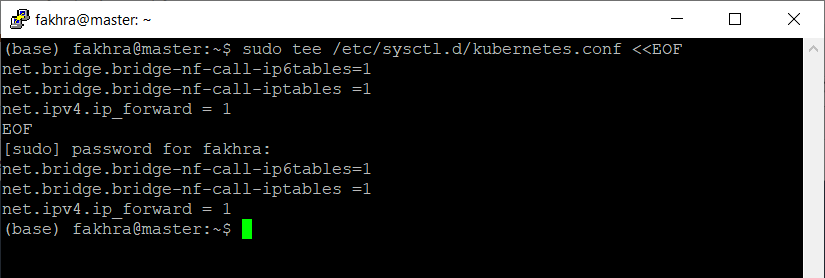 fakhra@master: ~
(base) fakhra@master:~$ sudo tee /etc/sysctl.d/kubernetes.conf <<EOF
net.bridge.bridge-nf-call-ip6tables=1
net.bridge.bridge-nf-call-iptables =1
net.ipv4.ip_forward = 1
EOF
[sudo] password for fakhra:
net.bridge.bridge-nf-call-ip6tables=1
net.bridge.bridge-nf-call-iptables =1
net.ipv4.ip_forward = 1
(base) fakhra@master:~$